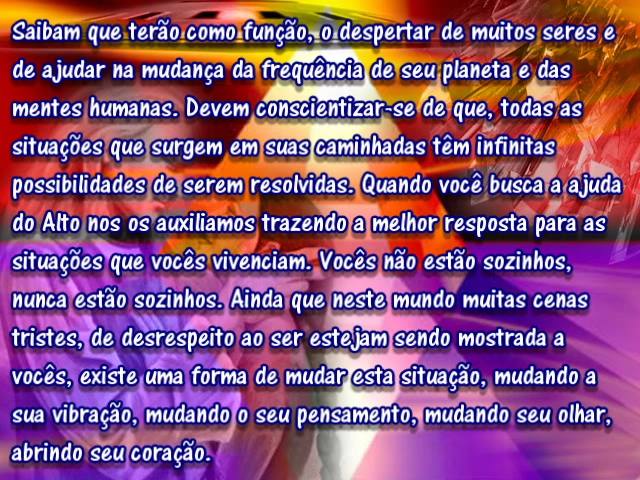 Saibam que terão como função, o despertar de muitos seres e
de ajudar na mudança da frequência de seu planeta e das
mentes humanas. Devem conscientizar-se de que, todas as
situações que surgem em suas caminhadas têm infinitas
possibilidades de serem resolvidas. Quando você busca a ajuda
do Alto nos os auxiliamos trazendo a melhor resposta para as
situações que vocês vivenciam. Vocês não estão sozinhos,
nunca estão sozinhos. Ainda que neste mundo muitas cenas
tristes, de desrespeito ao ser estejam sendo mostrada a
vocês, existe uma forma de mudar esta situação, mudando a
sua vibração, mudando o seu pensamento, mudando seu olhar,
abrindo seu coração.